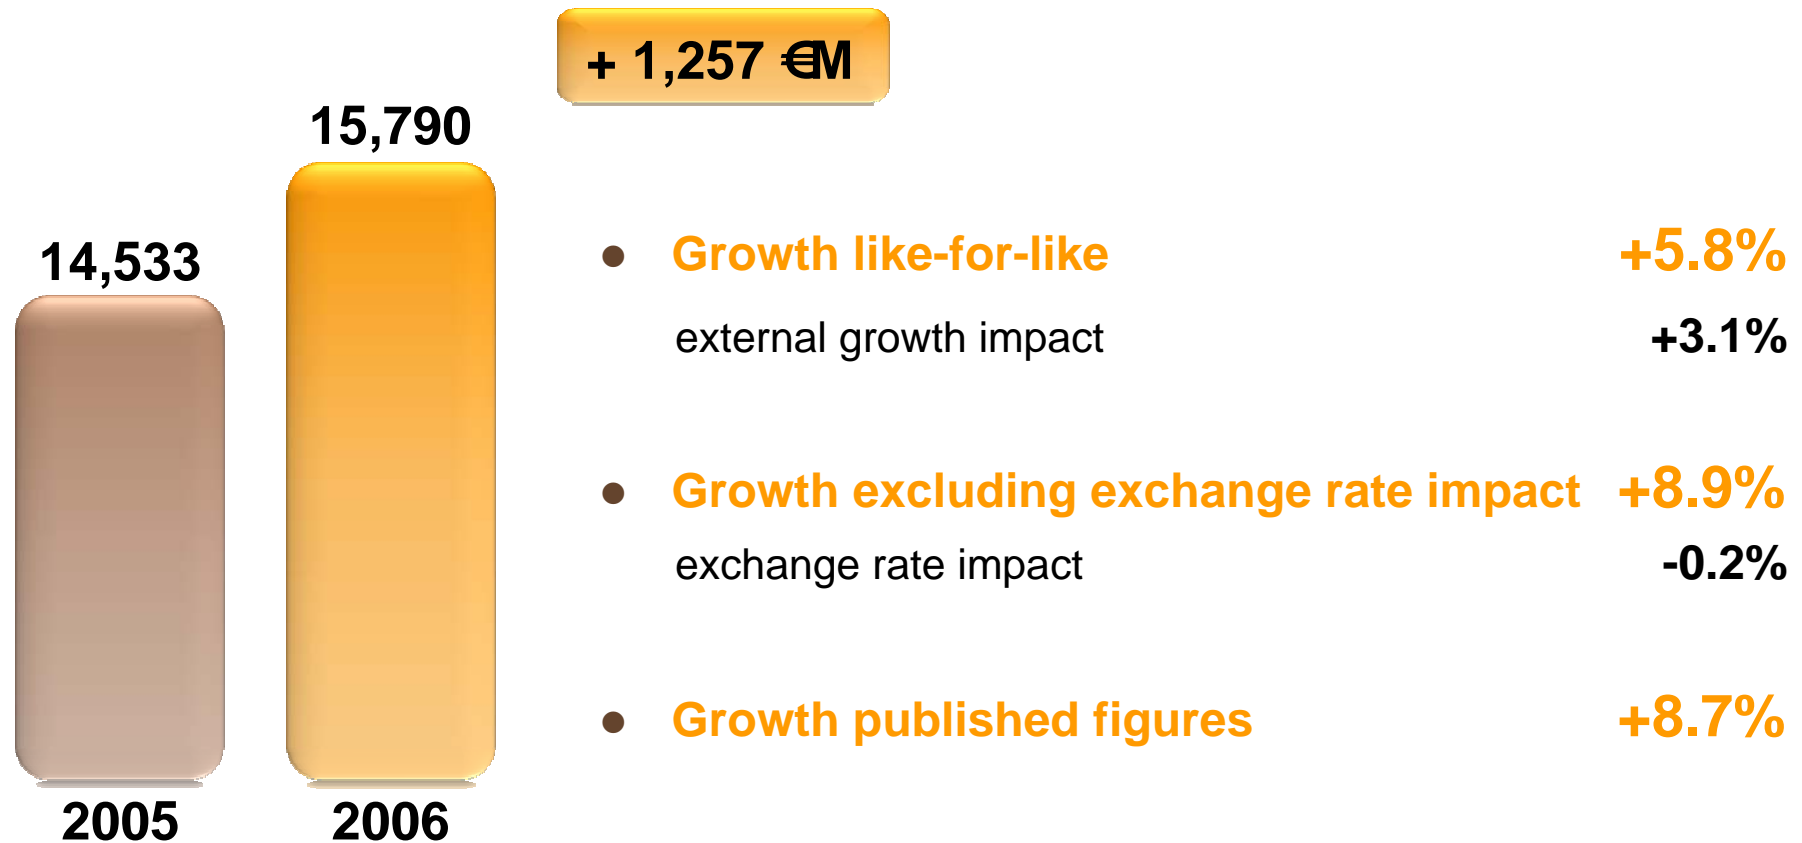 + 1,257 €M
15,790
14,533
2005
2006
● Growth like-for-like +5.8%
external growth impact +3.1%
● Growth excluding exchange rate impact +8.9%
exchange rate impact -0.2%
● Growth published figures +8.7%